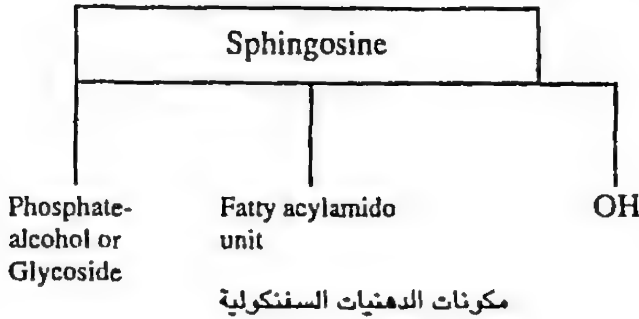 Sphingosine
Phosphate-
alcohol or
Glycoside
Fatty acylamido
unit
OH
مكونات الدهنيات السفنكولية